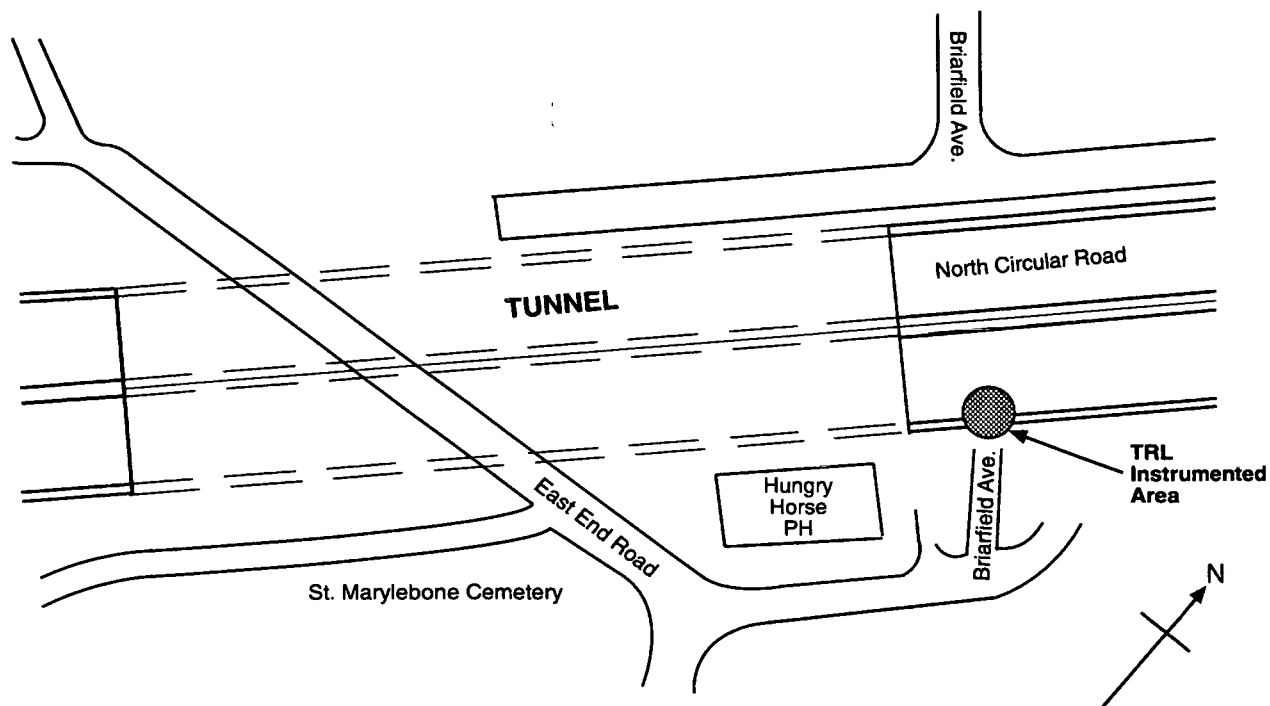 Briarfield Ave.
North Circular Road
TUNNEL
TRL
Instrumented
Area
Hungry
Horse
PH
Briarfield Ave.
East End Road
St. Marylebone Cemetery
N